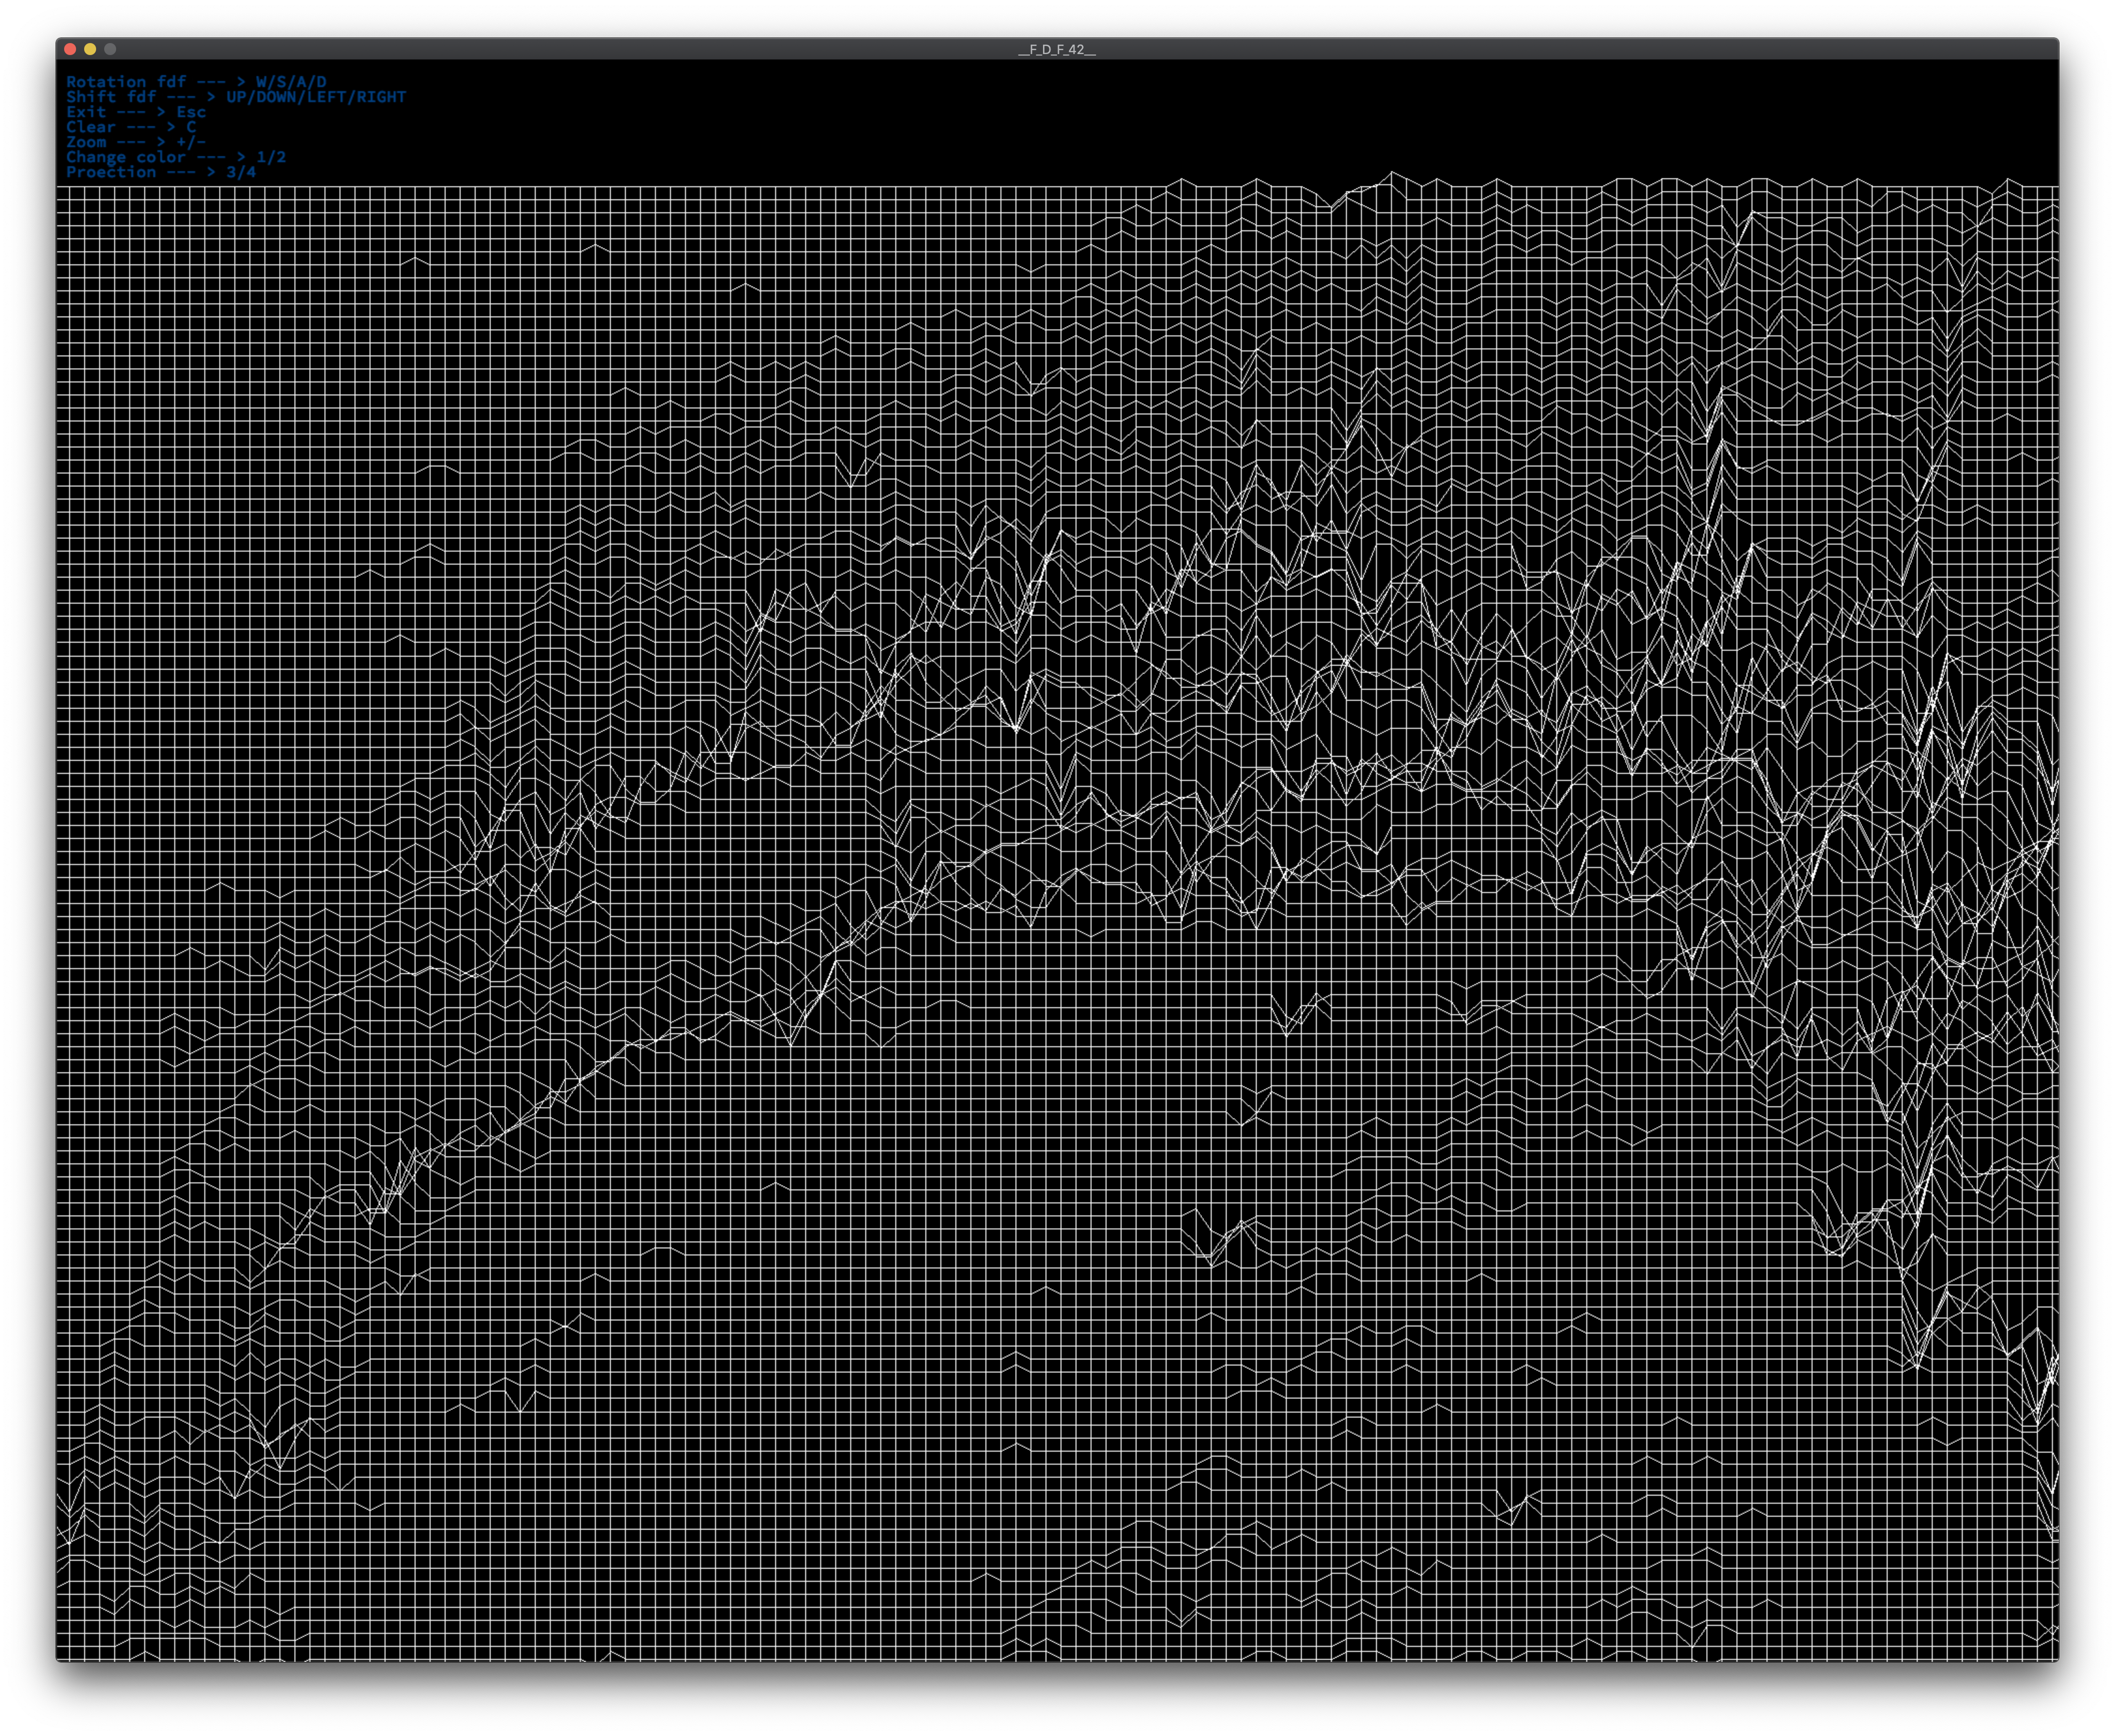 __F_D_F_42__
Rotation fdf --- > W/S/A/D
Shift fdf --- > UP/DOWN/LEFT/RIGHT
Exit --- > Esc
Clear --- > C
Zoom --- > +/-
Change color --- > 1/2
Proection --- > 3/4